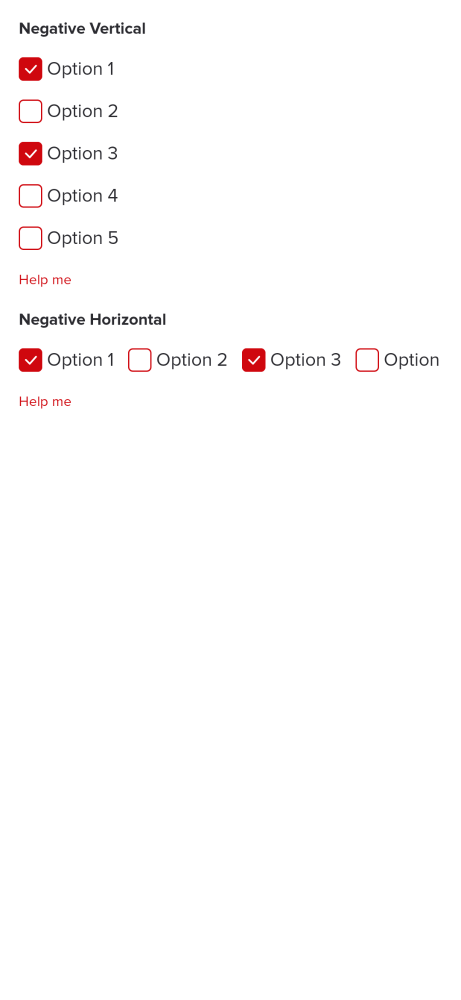 Negative Vertical
Option 1
Option 2
Option 3
Option 4
Option 5
Help me
Negative Horizontal
Option 1 Option 2 Option 3 Option
Help me